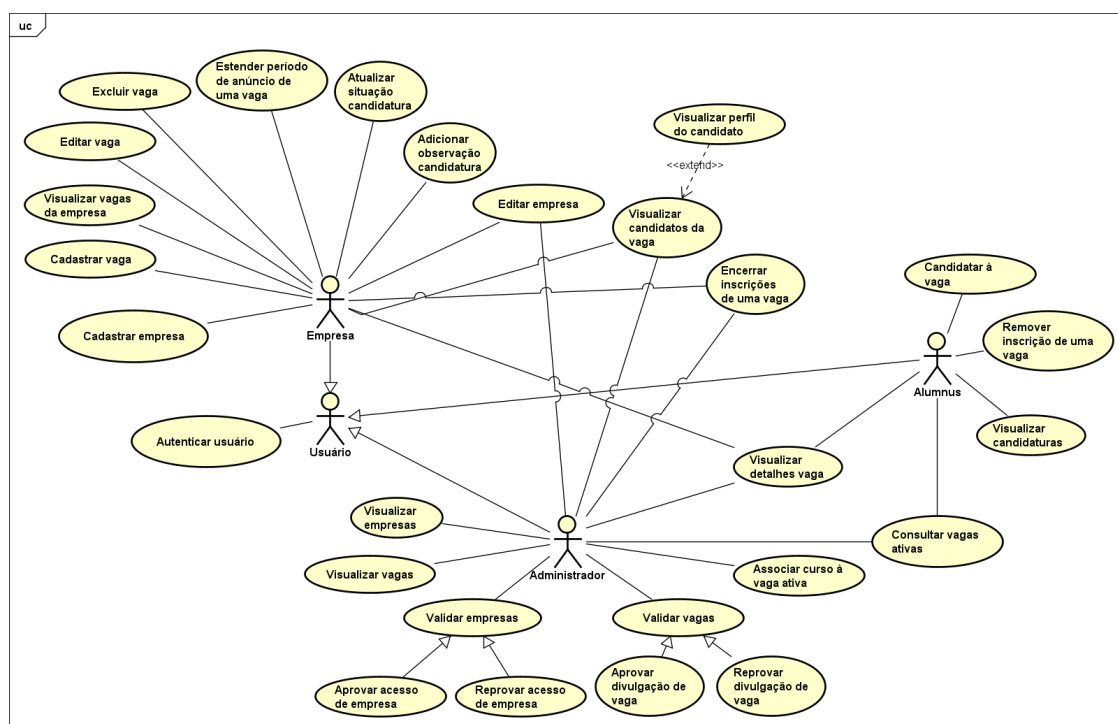 uc
Estender período
de anúncio de
uma vaga
Atualizar
situação
candidatura
Excluir vaga
Visualizar perfil
do candidato
Editar vaga
Adicionar
observação
candidatura
<<extend>>
Visualizar vagas
da empresa
Editar empresa
Visualizar
candidatos da
vaga
Cadastrar vaga
Encerrar
inscrições
de uma vaga
Candidatar à
vaga
Cadastrar empresa
Empresa
Remover
inscrição de uma
vaga
Alumnus
Autenticar usuário
Usuário
Visualizar
candidaturas
Visualizar
detalhes vaga
Visualizar
empresas
Consultar vagas
ativas
Visualizar vagas
Administrador
Associar curso à
vaga ativa
Validar empresas
Validar vagas
Aprovar acesso
de empresa
Reprovar acesso
de empresa
Aprovar
divulgação de
vaga
Reprovar
divulgação de
vaga